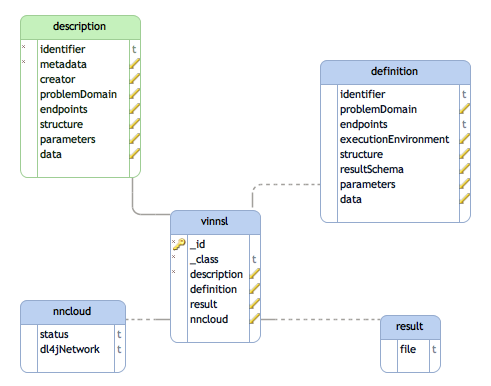 description
identifier t
metadata
creator
problemDomain
endpoints
structure
parameters
data
definition
identifier t
problemDomain
endpoints t
executionEnvironment
structure
resultSchema
parameters
data
vinnsl
_id
_class t
description
definition
result
nncloud
nncloud
status t
dl4jNetwork t
result
file t